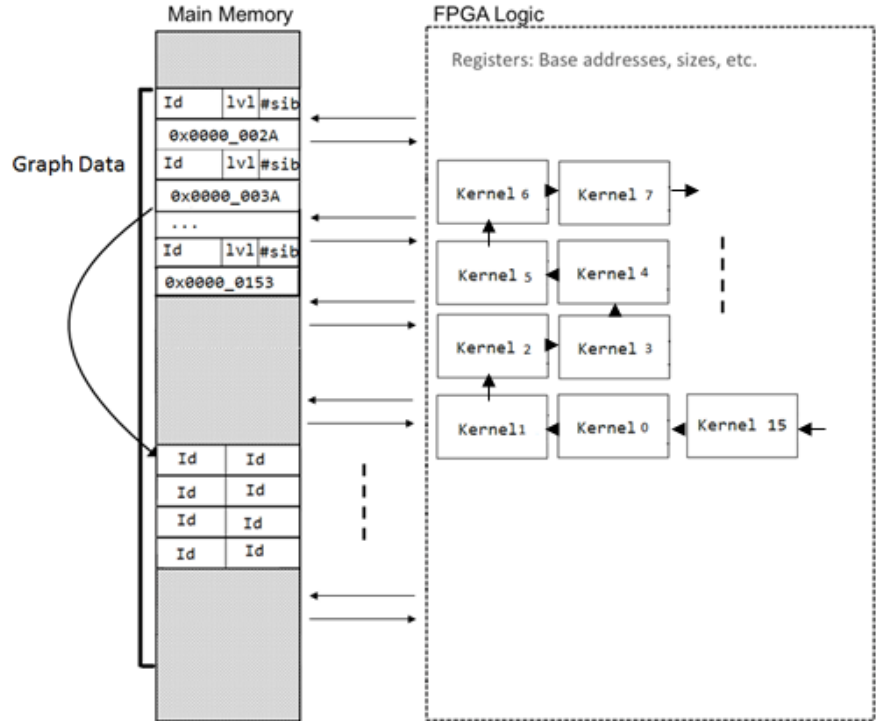 Main Memory
FPGA Logic
Registers: Base addresses, sizes, etc.
Graph Data
Id lvl #sib
0x0000_002A
Id lvl #sib
0x0000_003A
...
Id lvl #sib
0x0000_0153
Id Id
Id Id
Id Id
Id Id
Kernel 6
Kernel 7
Kernel 5
Kernel 4
Kernel 2
Kernel 3
Kernel1
Kernel 0
Kernel 15